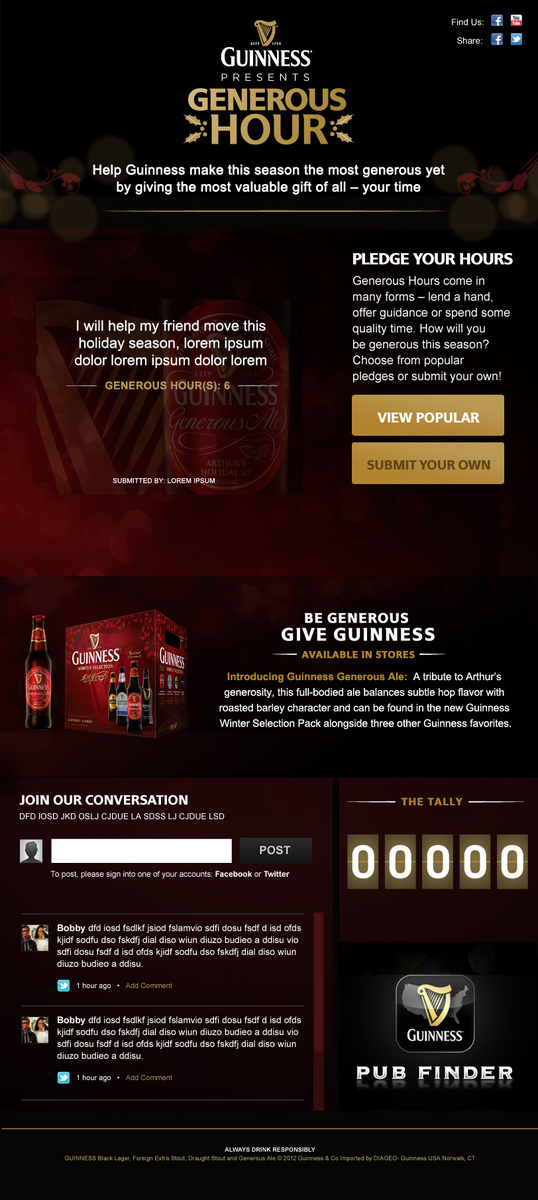 Find Us:
You Tube
Share:
ESTD 1759
GUINNESS
PRESENTS
GENEROUS
HOUR
Help Guinness make this season the most generous yet
by giving the most valuable gift of all – your time
I will help my friend move this
holiday season, lorem ipsum
dolor lorem ipsum dolor lorem
GENEROUS HOUR(S): 6
GUINNESS
Generous Ale
ARTHUR'S
HOLIDAY ALE
SUBMITTED BY: LOREM IPSUM
PLEDGE YOUR HOURS
Generous Hours come in
many forms – lend a hand,
offer guidance or spend some
quality time. How will you
be generous this season?
Choose from popular
pledges or submit your own!
VIEW POPULAR
SUBMIT YOUR OWN
GUINNESS
WINTER SELECTION
BE GENEROUS
GIVE GUINNESS
AVAILABLE IN STORES
Introducing Guinness Generous Ale: A tribute to Arthur's
generosity, this full-bodied ale balances subtle hop flavor with
roasted barley character and can be found in the new Guinness
Winter Selection Pack alongside three other Guinness favorites.
JOIN OUR CONVERSATION
DFD IOSD JKD OSLJ CJDUE LA SDSS LJ CJDUE LSD
POST
To post, please sign into one of your accounts: Facebook or Twitter
Bobby dfd iosd fsdlkf jsiod fslamvio sdfi dosu fsdf d isd ofds
kjidf sodfu dso fskdfj dial diso wiun diuzo budieo a ddisu vio
sdfi dosu fsdf d isd ofds kjidf sodfu dso fskdfj dial diso wiun
diuzo budieo a ddisu.
1 hour ago • Add Comment
Bobby dfd iosd fsdlkf jsiod fslamvio sdfi dosu fsdf d isd ofds
kjidf sodfu dso fskdfj dial diso wiun diuzo budieo a ddisu vio
sdfi dosu fsdf d isd ofds kjidf sodfu dso fskdfj dial diso wiun
diuzo budieo a ddisu.
1 hour ago • Add Comment
THE TALLY
00000
GUINNESS
PUB FINDER
ALWAYS DRINK RESPONSIBLY
GUINNESS Black Lager, Foreign Extra Stout, Draught Stout and Generous Ale © 2012 Guinness & Co Imported by DIAGEO- Guinness USA Norwalk, CT